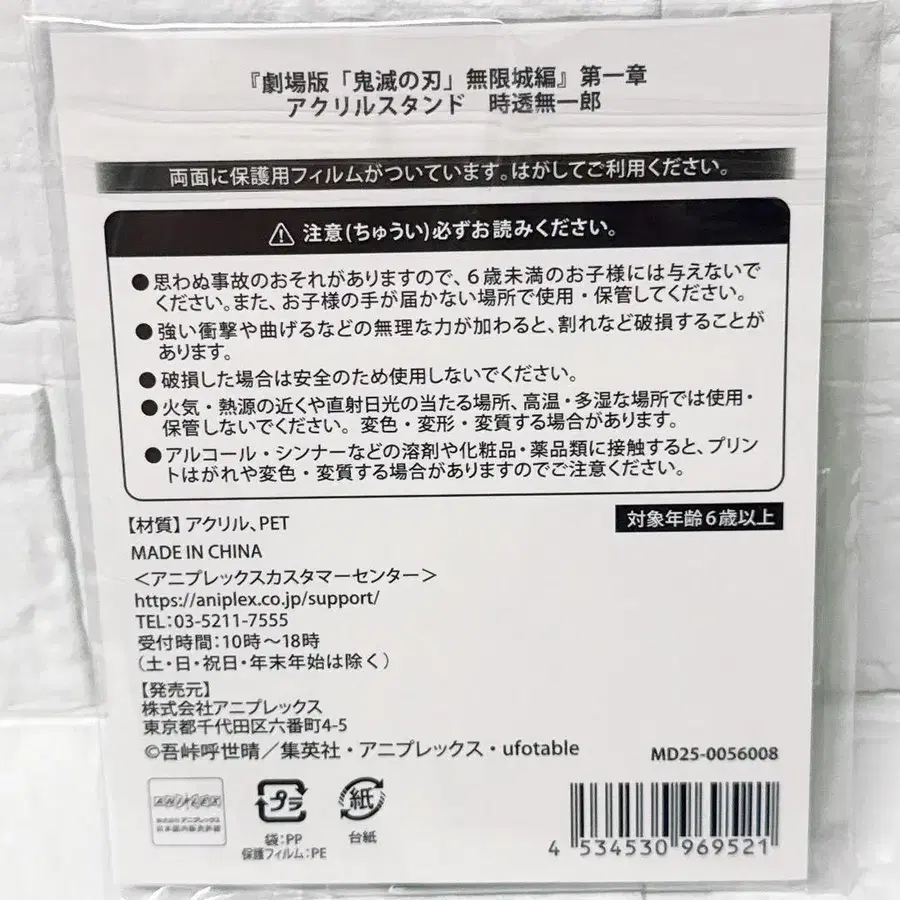 『劇場版「鬼滅の刃」無限城編』第一章
アクリルスタンド 時透無一郎
両面に保護用フィルムがついています。はがしてご利用ください。
注意(ちゅうい)必ずお読みください。
●思わぬ事故のおそれがありますので、6歳未満のお子様には与えないで
ください。また、お子様の手が届かない場所で使用・保管してください。
●強い衝撃や曲げるなどの無理な力が加わると、割れなど破損することが
あります。
●破損した場合は安全のため使用しないでください。
●火気・熱源の近くや直射日光の当たる場所、高温・多湿な場所では使用・
保管しないでください。変色・変形・変質する場合があります。
●アルコール・シンナーなどの溶剤や化粧品・薬品類に接触すると、プリン
トはがれや変色・変質する場合がありますのでご注意ください。
【材質】アクリル、PET
対象年齢6歳以上
MADE IN CHINA
＜アニプレックスカスタマーセンター＞
https://aniplex.co.jp/support/
TEL:03-5211-7555
受付時間:10時～18時
(土・日・祝日・年末年始は除く)
【発売元】
株式会社アニプレックス
東京都千代田区六番町4-5
©吾峠呼世晴／集英社・アニプレックス・ufotable
MD25-0056008
ANIPLEX
株式会社アニプレックス
日本国内販売許諾
プラ
袋:PP
保護フィルム:PE
紙
台紙
4 534530 969521